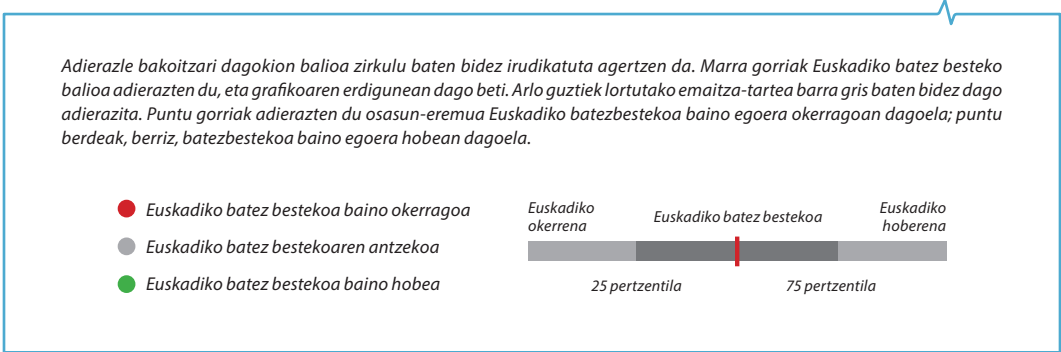 Adierazle bakoitzari dagokion balioa zirkulu baten bidez irudikatuta agertzen da. Marra gorriak Euskadiko batez besteko
balioa adierazten du, eta grafikoaren erdigunean dago beti. Arlo guztiek lortutako emaitza-tartea barra gris baten bidez dago
adierazita. Puntu gorriak adierazten du osasun-eremua Euskadiko batezbestekoa baino egoera okerragoan dagoela; puntu
berdeak, berriz, batezbestekoa baino egoera hobean dagoela.
Euskadiko batez bestekoa baino okerragoa
Euskadiko batez bestekoaren antzekoa
Euskadiko batez bestekoa baino hobea
Euskadiko
okerrena
Euskadiko batez bestekoa
Euskadiko
hoberena
25 pertzentila
75 pertzentila